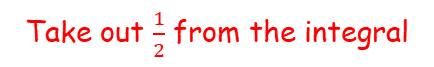 Take out 1/2 from the integral